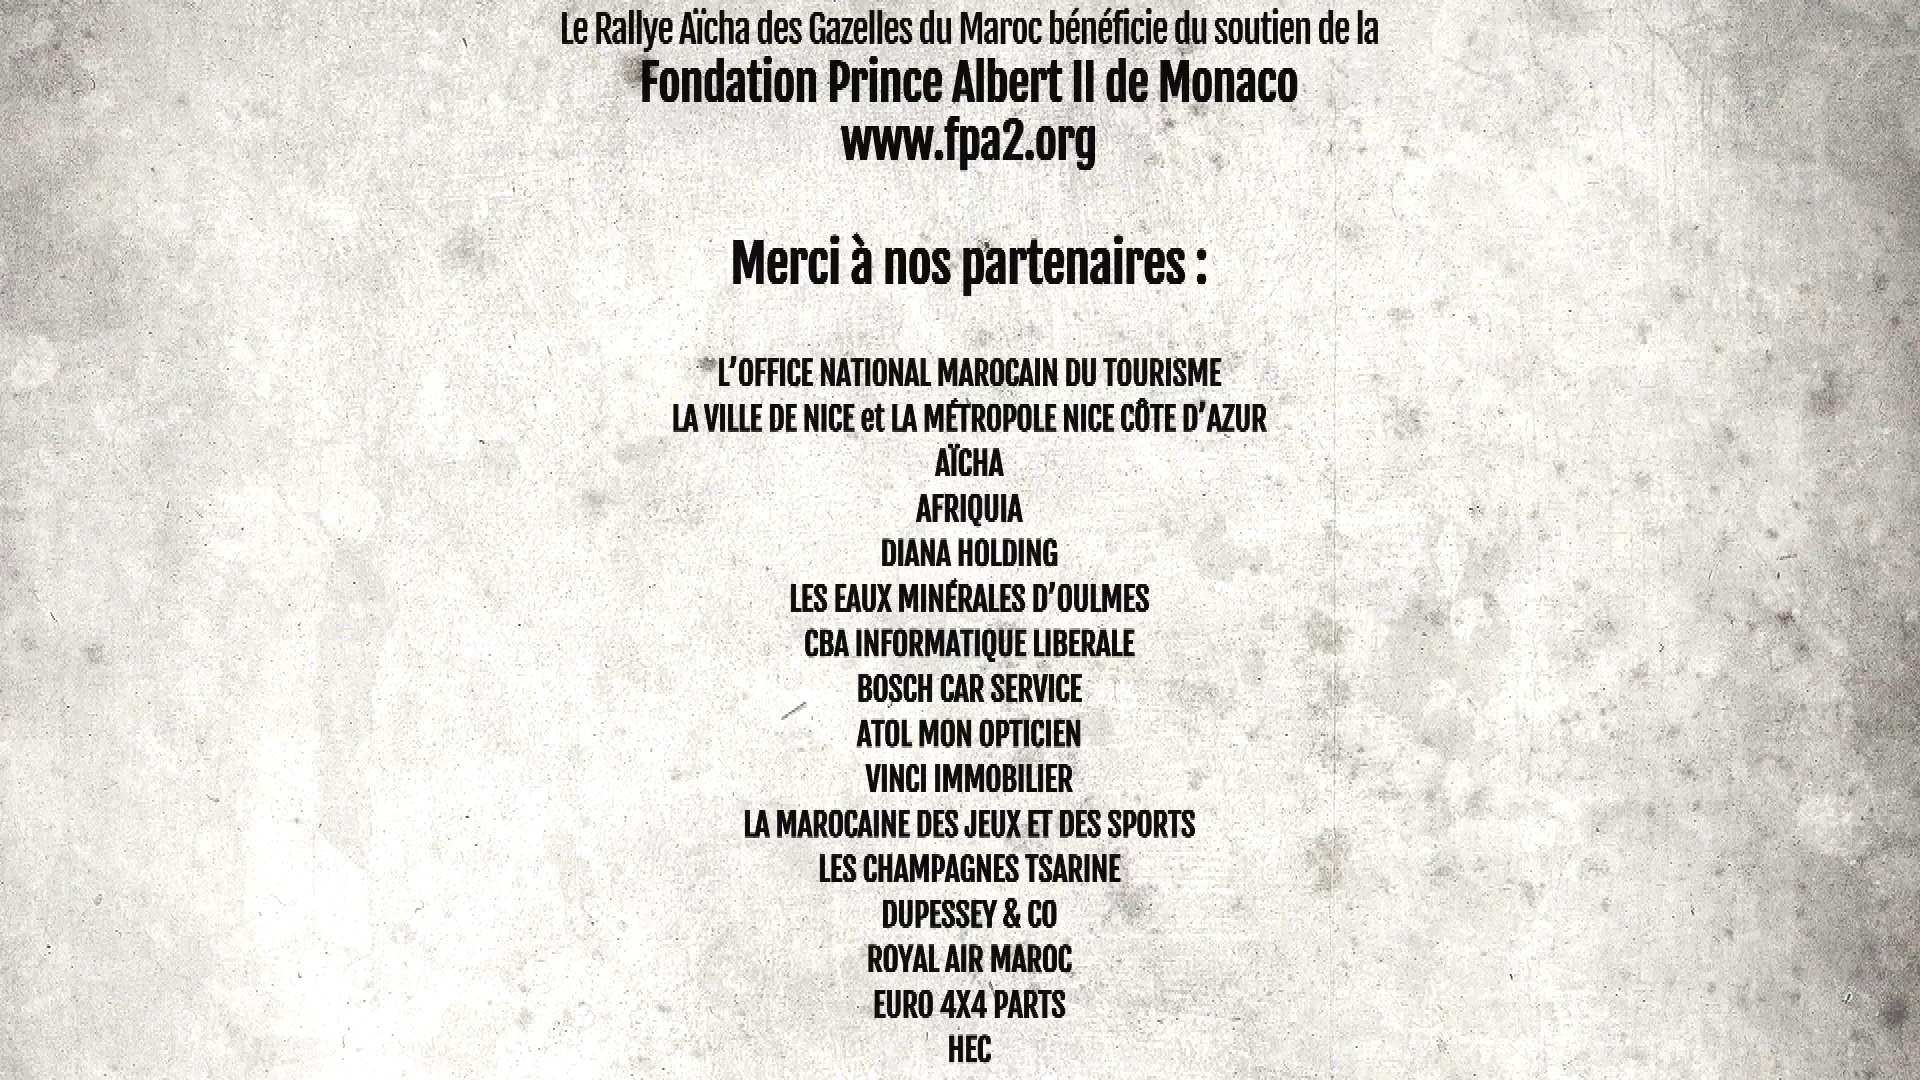 Le Rallye Aïcha des Gazelles du Maroc bénéficie du soutien de la
Fondation Prince Albert II de Monaco
www.fpa2.org
Merci à nos partenaires :
L'OFFICE NATIONAL MAROCAIN DU TOURISME
LA VILLE DE NICE et LA MÉTROPOLE NICE CÔTE D'AZUR
AÏCHA
AFRIQUIA
DIANA HOLDING
LES EAUX MINÉRALES D'OULMES
CBA INFORMATIQUE LIBERALE
BOSCH CAR SERVICE
ATOL MON OPTICIEN
VINCI IMMOBILIER
LA MAROCAINE DES JEUX ET DES SPORTS
LES CHAMPAGNES TSARINE
DUPESSEY & CO
ROYAL AIR MAROC
EURO 4X4 PARTS
HEC